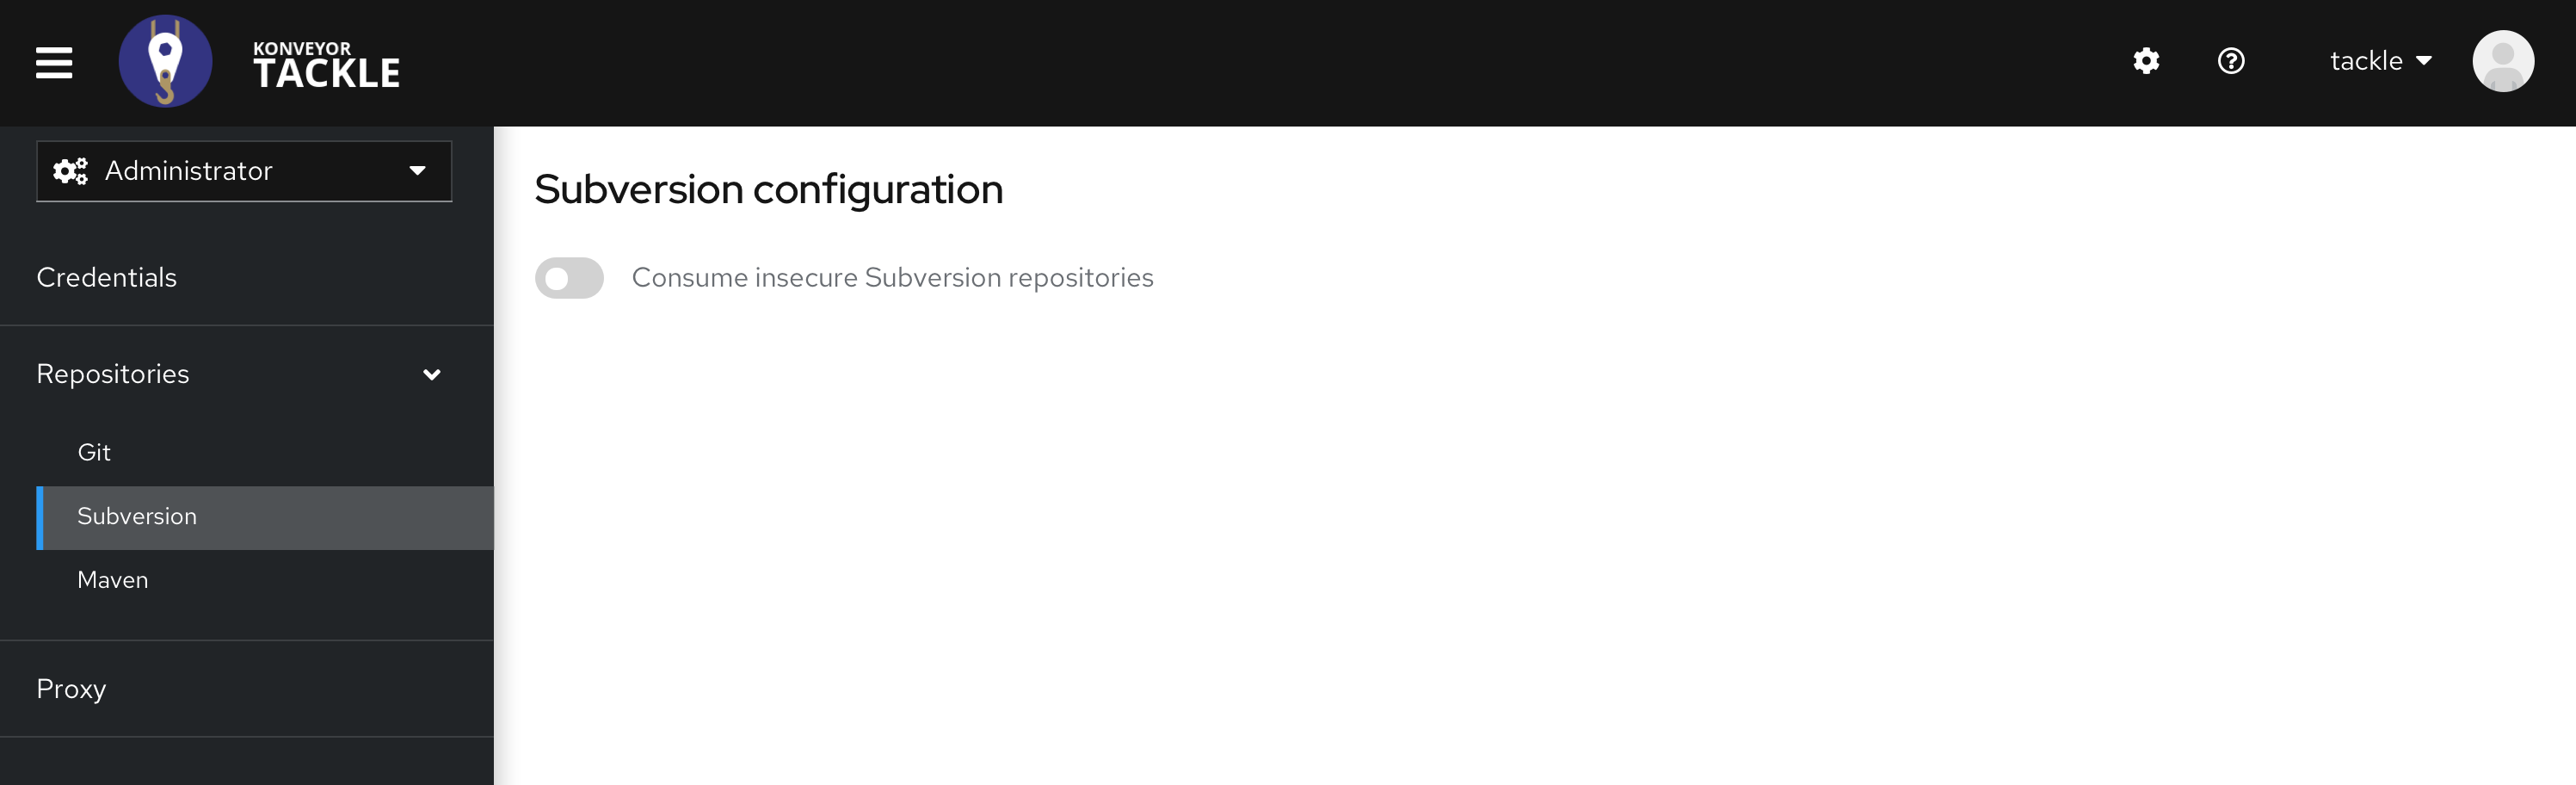 KONVEYOR
TACKLE
tackle
Administrator
Credentials
Repositories
Git
Subversion
Maven
Proxy
Subversion configuration
Consume insecure Subversion repositories